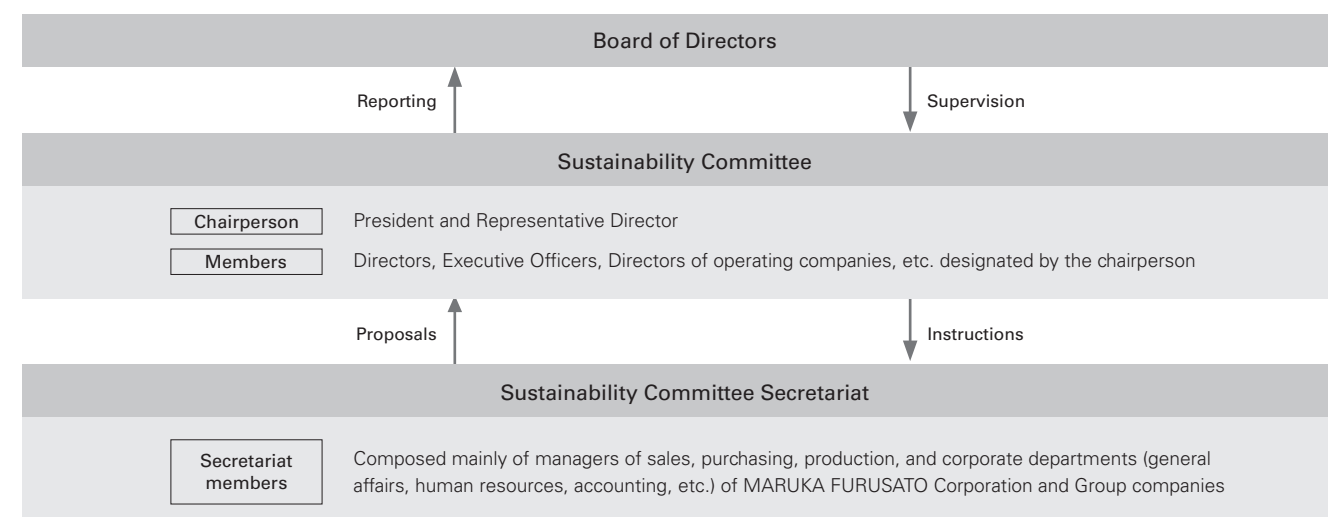 Board of Directors
Reporting
Supervision
Sustainability Committee
Chairperson
President and Representative Director
Members
Directors, Executive Officers, Directors of operating companies, etc. designated by the chairperson
Proposals
Instructions
Sustainability Committee Secretariat
Secretariat
members
Composed mainly of managers of sales, purchasing, production, and corporate departments (general
affairs, human resources, accounting, etc.) of MARUKA FURUSATO Corporation and Group companies